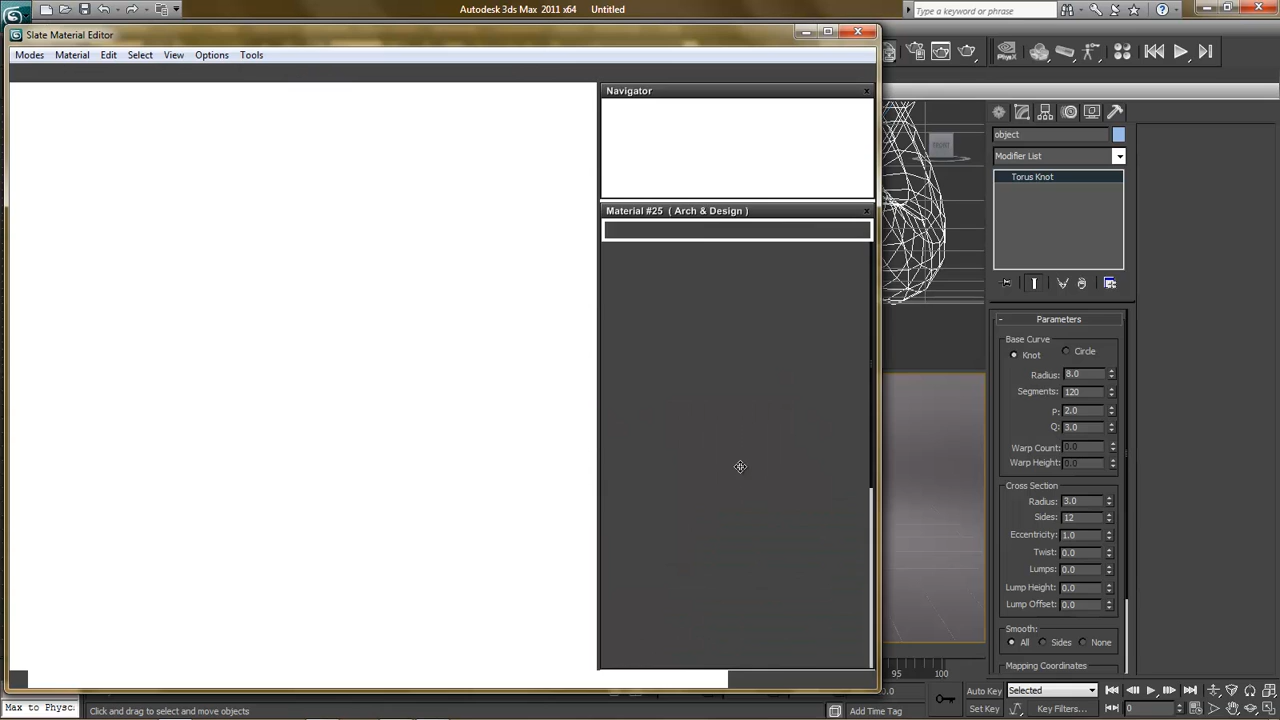 Autodesk 3ds Max 2011 x64 Untitled
Type a keyword or phrase
Slate Material Editor
Modes Material Edit Select View Options Tools
Navigator
Material #25 ( Arch & Design )
FRONT
object
Modifier List
Torus Knot
Parameters
Base Curve
Knot Circle
Radius: 8.0
Segments: 120
P: 2.0
Q: 3.0
Warp Count: 0.0
Warp Height: 0.0
Cross Section
Radius: 3.0
Sides: 12
Eccentricity: 1.0
Twist: 0.0
Lumps: 0.0
Lump Height: 0.0
Lump Offset: 0.0
Smooth:
All Sides None
Mapping Coordinates
95 100
Auto Key Selected
Set Key Key Filters... 0
Max to Physc
Click and drag to select and move objects
Add Time Tag